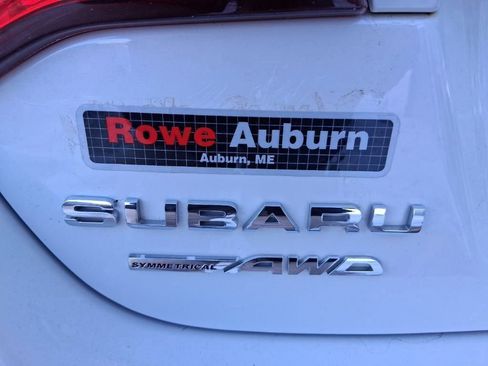 Rowe Auburn
Auburn, ME
SUBARU
SYMMETRICAL AWD